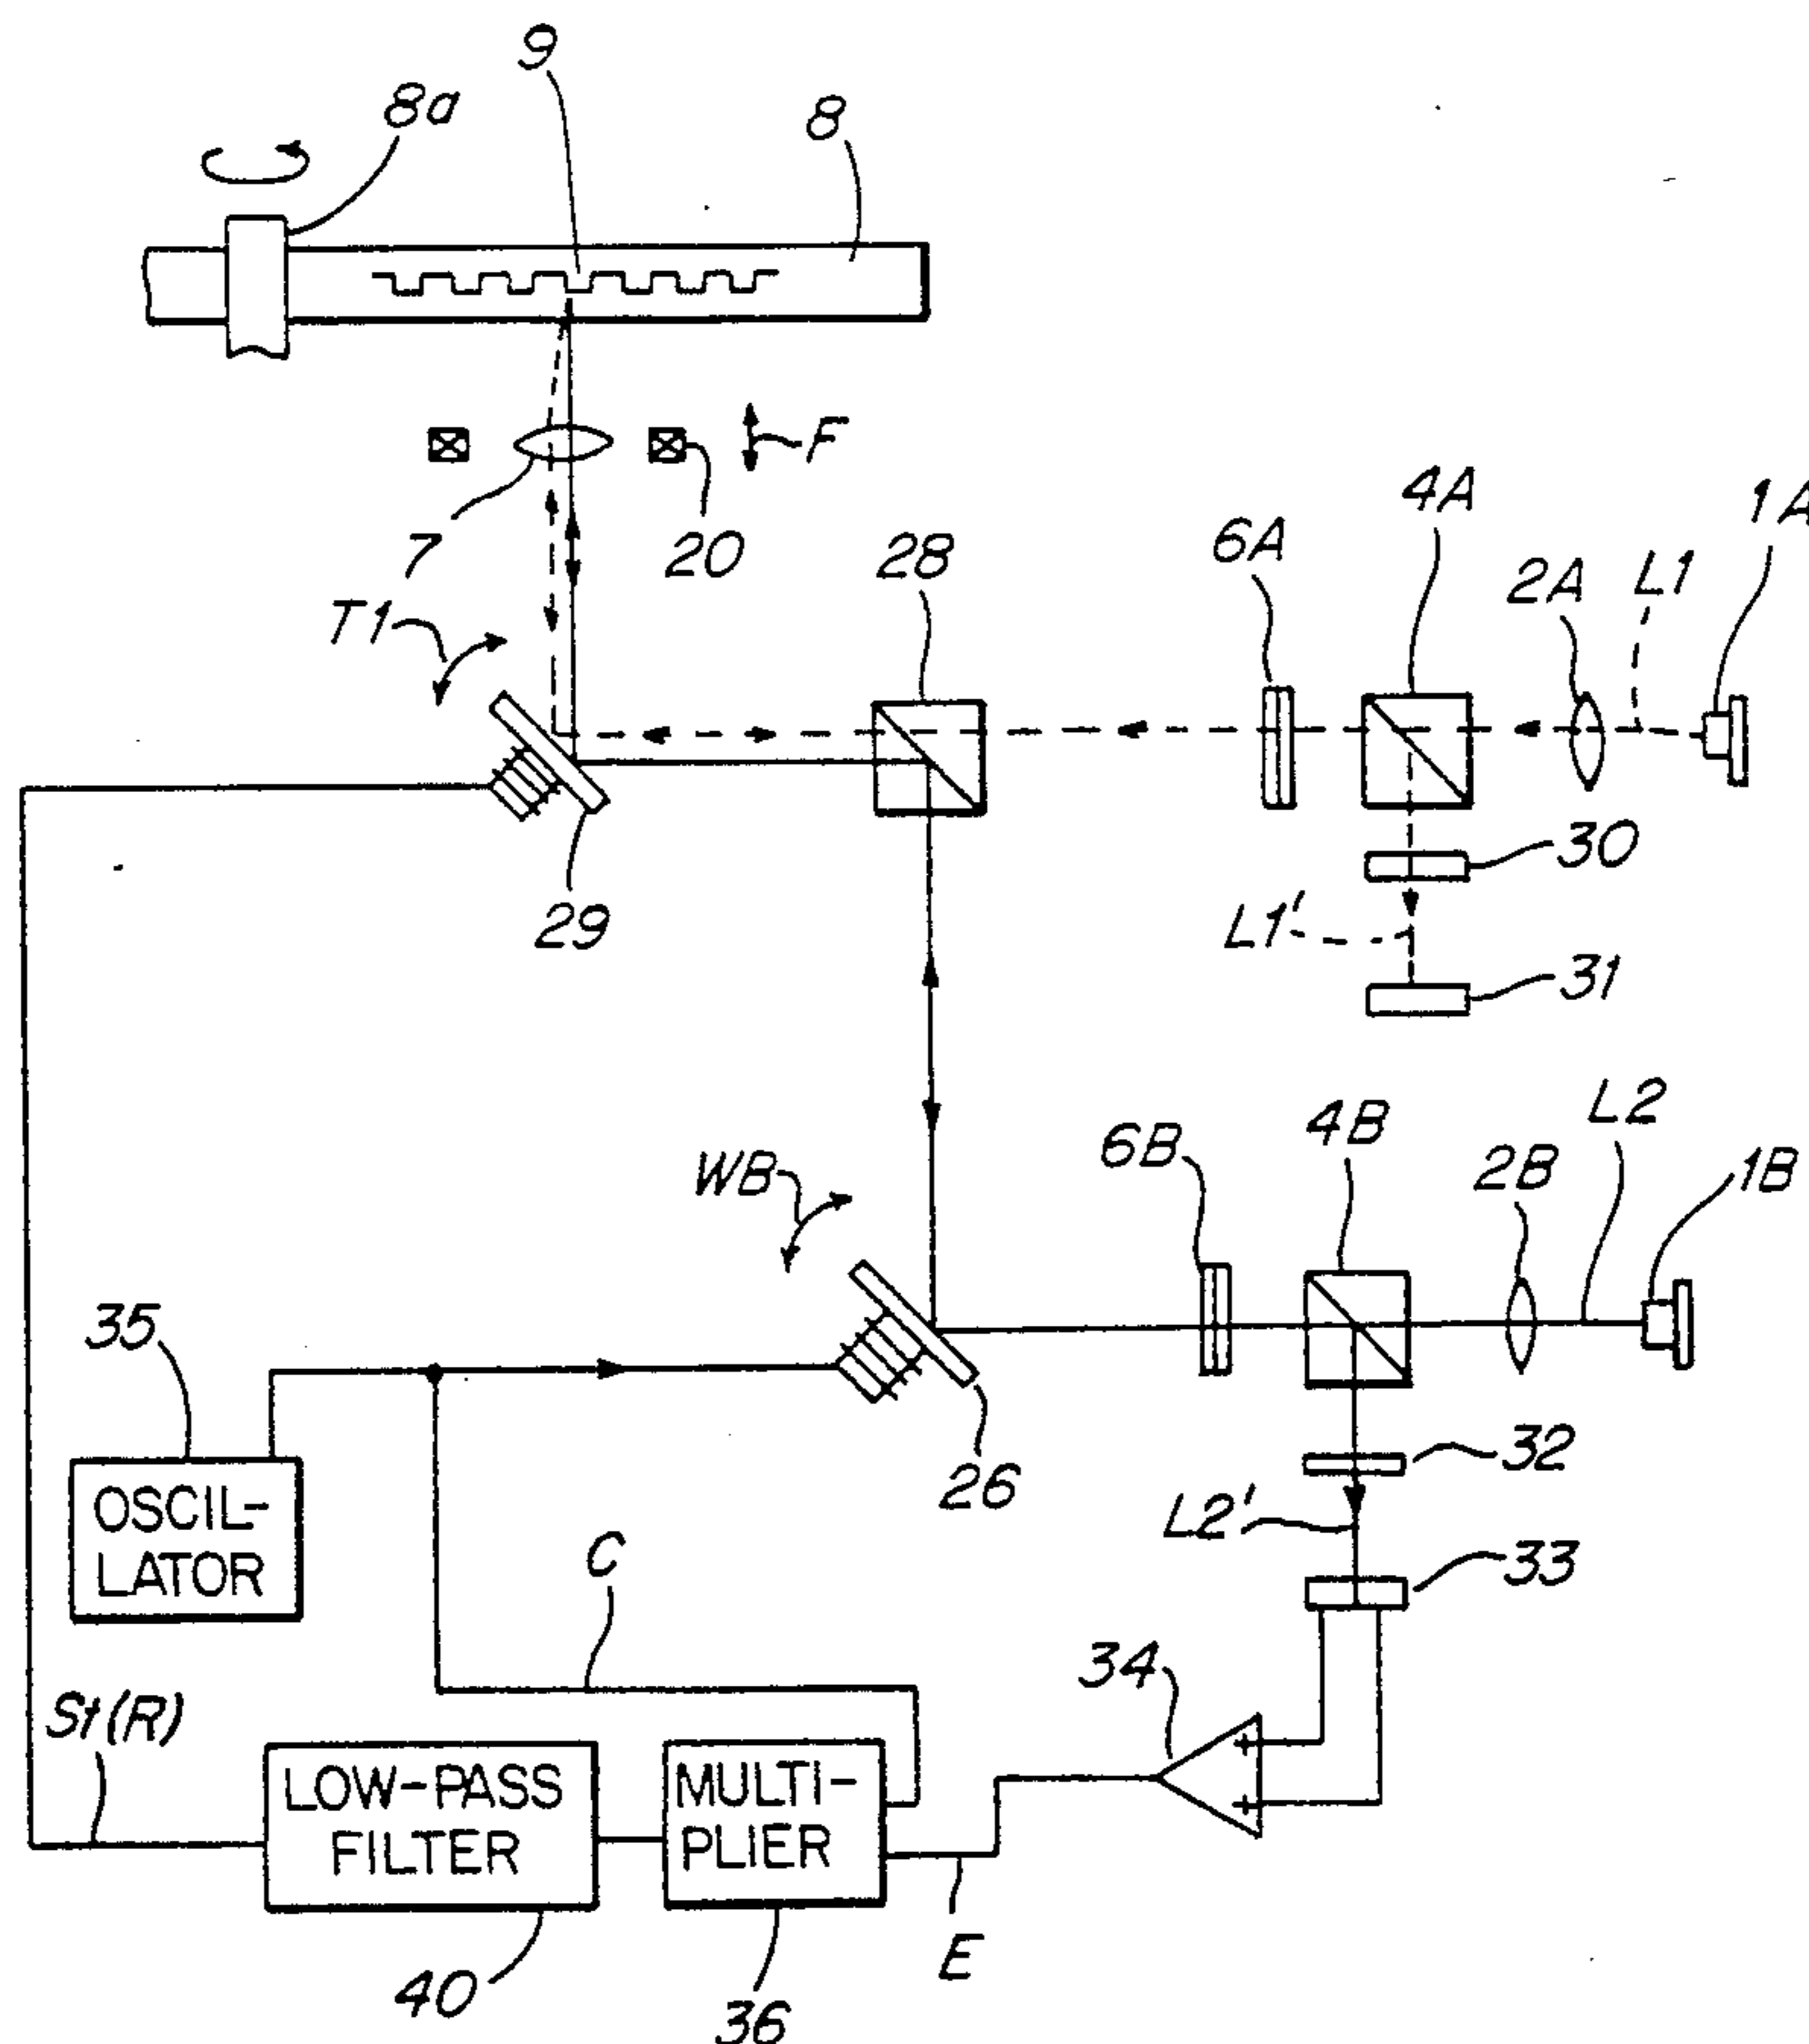 9
8a
8
F
7
20
4A
1A
6A
28
2A
L1
T1
30
29
L1'
31
L2
4B
6B
WB
2B
1B
35
26
32
OSCIL-
LATOR
L2'
C
33
34
St(R)
+
LOW-PASS
FILTER
MULTI-
PLIER
+
E
40
36